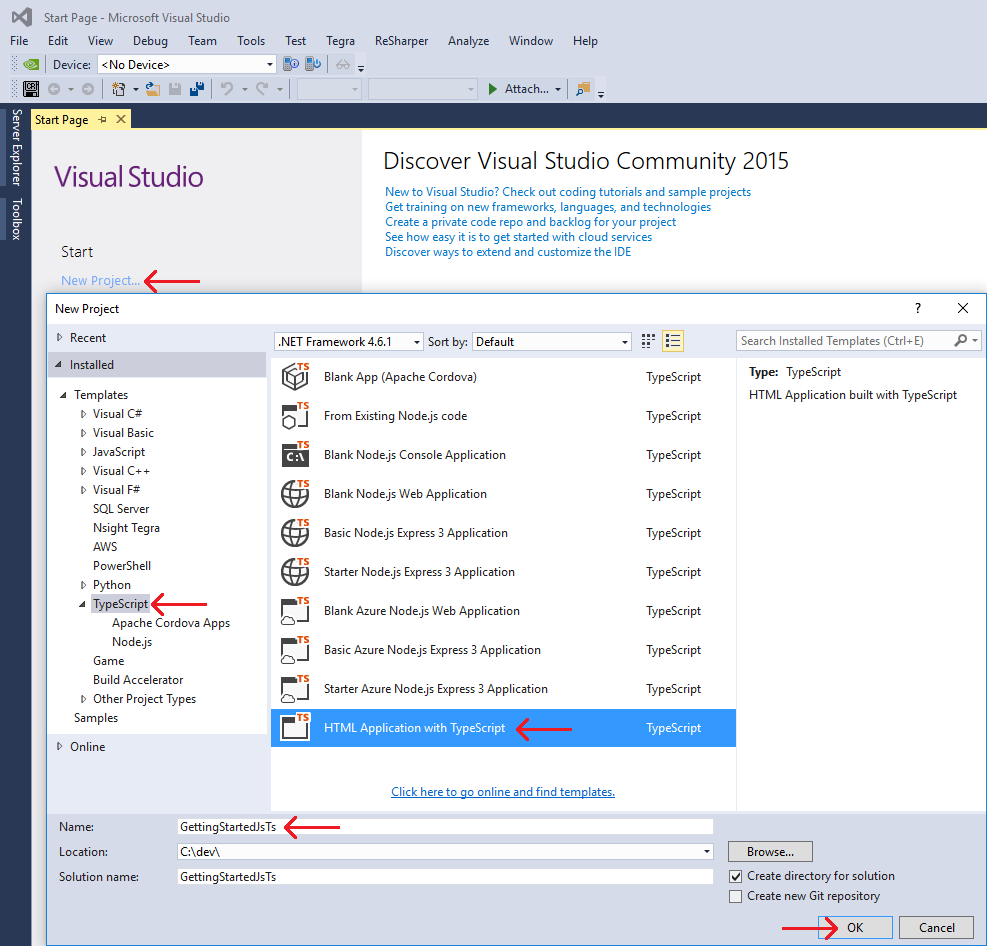 Start Page - Microsoft Visual Studio
File Edit View Debug Team Tools Test Tegra ReSharper Analyze Window Help
Device: <No Device>
Attach...
Server Explorer
Toolbox
Start Page
Visual Studio
Start
New Project...
Discover Visual Studio Community 2015
New to Visual Studio? Check out coding tutorials and sample projects
Get training on new frameworks, languages, and technologies
Create a private code repo and backlog for your project
See how easy it is to get started with cloud services
Discover ways to extend and customize the IDE
New Project ?
Recent
Installed
Templates
Visual C#
Visual Basic
JavaScript
Visual C++
Visual F#
SQL Server
Nsight Tegra
AWS
PowerShell
Python
TypeScript
Apache Cordova Apps
Node.js
Game
Build Accelerator
Other Project Types
Samples
Online
.NET Framework 4.6.1 Sort by: Default
TS Blank App (Apache Cordova) TypeScript
TS From Existing Node.js code TypeScript
TS C:\ Blank Node.js Console Application TypeScript
TS Blank Node.js Web Application TypeScript
TS Basic Node.js Express 3 Application TypeScript
TS Starter Node.js Express 3 Application TypeScript
TS Blank Azure Node.js Web Application TypeScript
TS Basic Azure Node.js Express 3 Application TypeScript
TS Starter Azure Node.js Express 3 Application TypeScript
TS HTML Application with TypeScript TypeScript
Click here to go online and find templates.
Search Installed Templates (Ctrl+E)
Type: TypeScript
HTML Application built with TypeScript
Name: GettingStartedJsTs
Location: C:\dev\ Browse...
Solution name: GettingStartedJsTs
Create directory for solution
Create new Git repository
OK Cancel